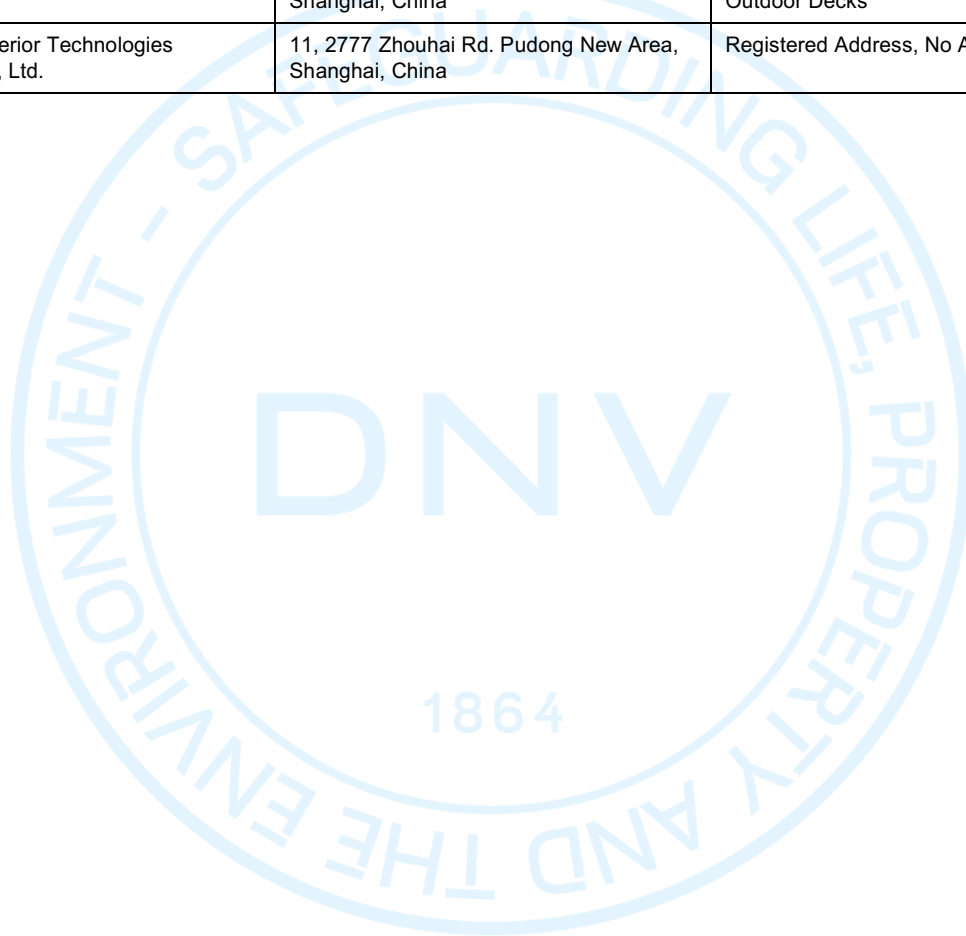 Shanghai, China
Outdoor Decks
erior Technologies
, Ltd.
11, 2777 Zhouhai Rd. Pudong New Area,
Shanghai, China
Registered Address, No A
- SAFEGUARDING LIFE, PROPERTY AND THE ENVIRONMENT
DNV
1864